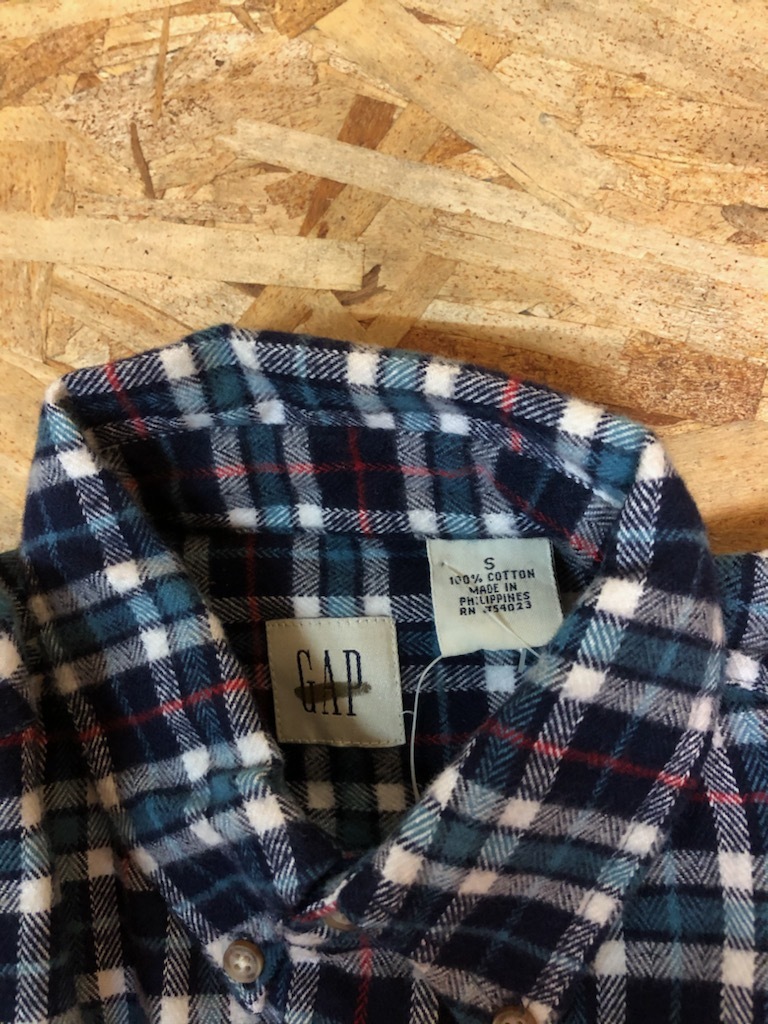 S
100% COTTON
MADE IN
PHILIPPINES
RN #54023
GAP